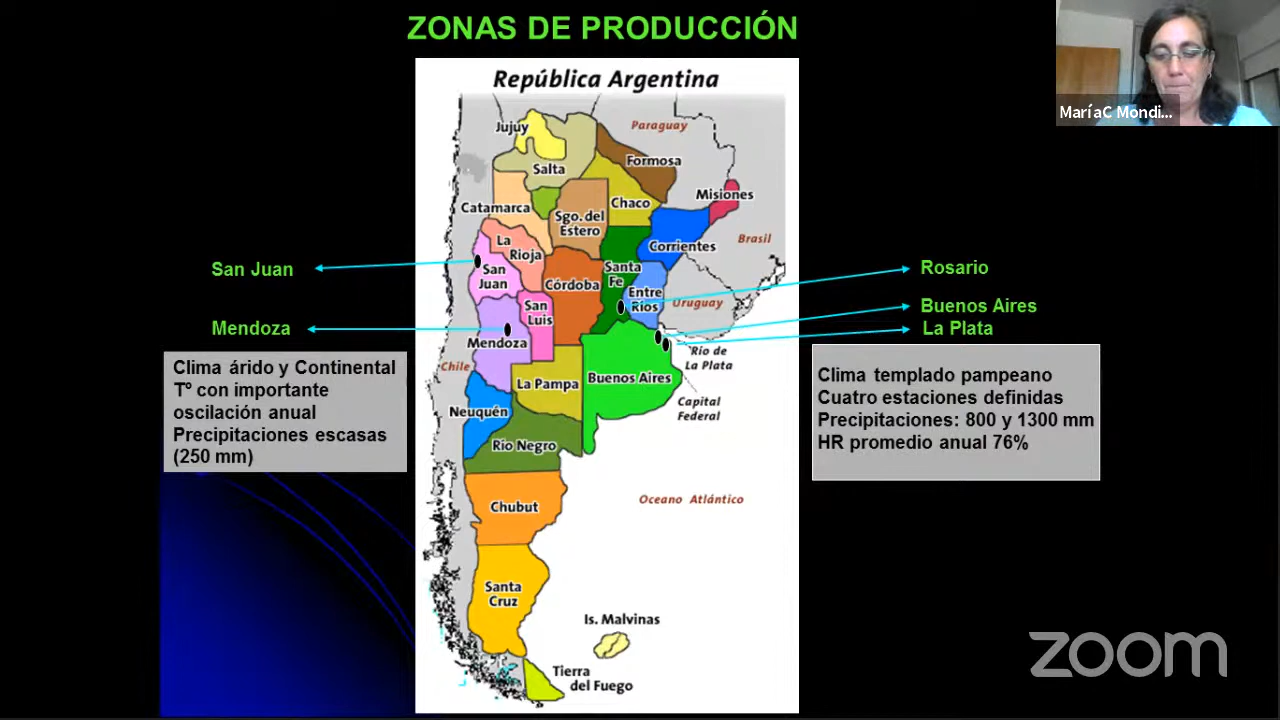 ZONAS DE PRODUCCIÓN
MaríaC Mondi...
República Argentina
Jujuy
Paraguay
Salta
Formosa
Misiones
Catamarca
Chaco
Sgo. del
Estero
Corrientes
Brasil
La
Rioja
San
Juan
Santa
Fe
Córdoba
Entre
Ríos
San
Luis
Uruguay
Mendoza
Río de
La Plata
Chile
La Pampa
Buenos Aires
Capital
Federal
Neuquén
Río Negro
Oceano Atlántico
Chubut
Santa
Cruz
Is. Malvinas
Tierra
del Fuego
San Juan
Mendoza
Clima árido y Continental
Tº con importante
oscilación anual
Precipitaciones escasas
(250 mm)
Rosario
Buenos Aires
La Plata
Clima templado pampeano
Cuatro estaciones definidas
Precipitaciones: 800 y 1300 mm
HR promedio anual 76%
zoom